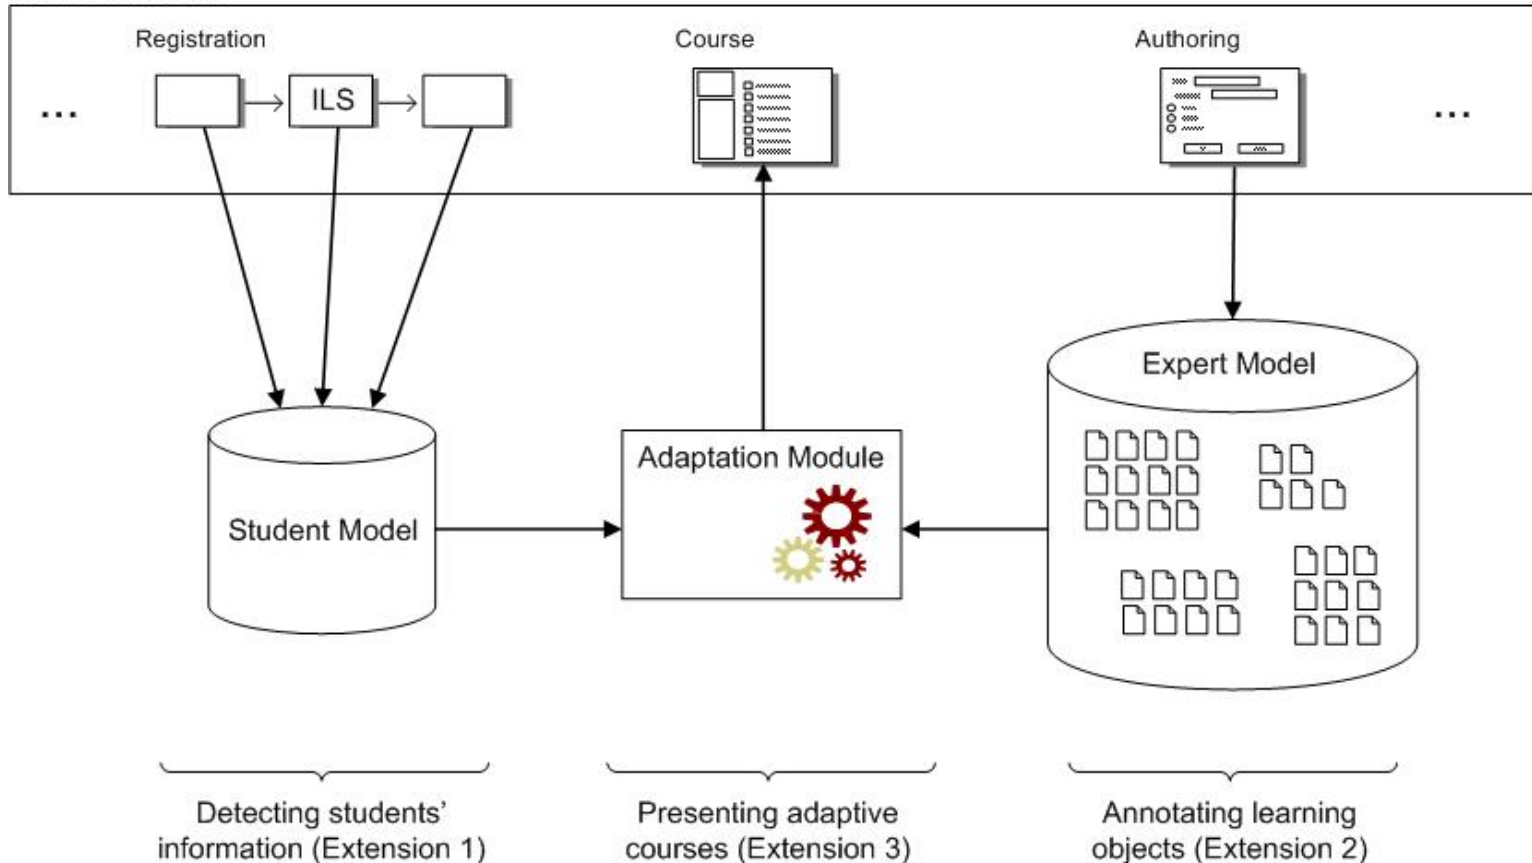 Registration
Course
Authoring
...
ILS
...
Expert Model
Adaptation Module
Student Model
Detecting students'
information (Extension 1)
Presenting adaptive
courses (Extension 3)
Annotating learning
objects (Extension 2)